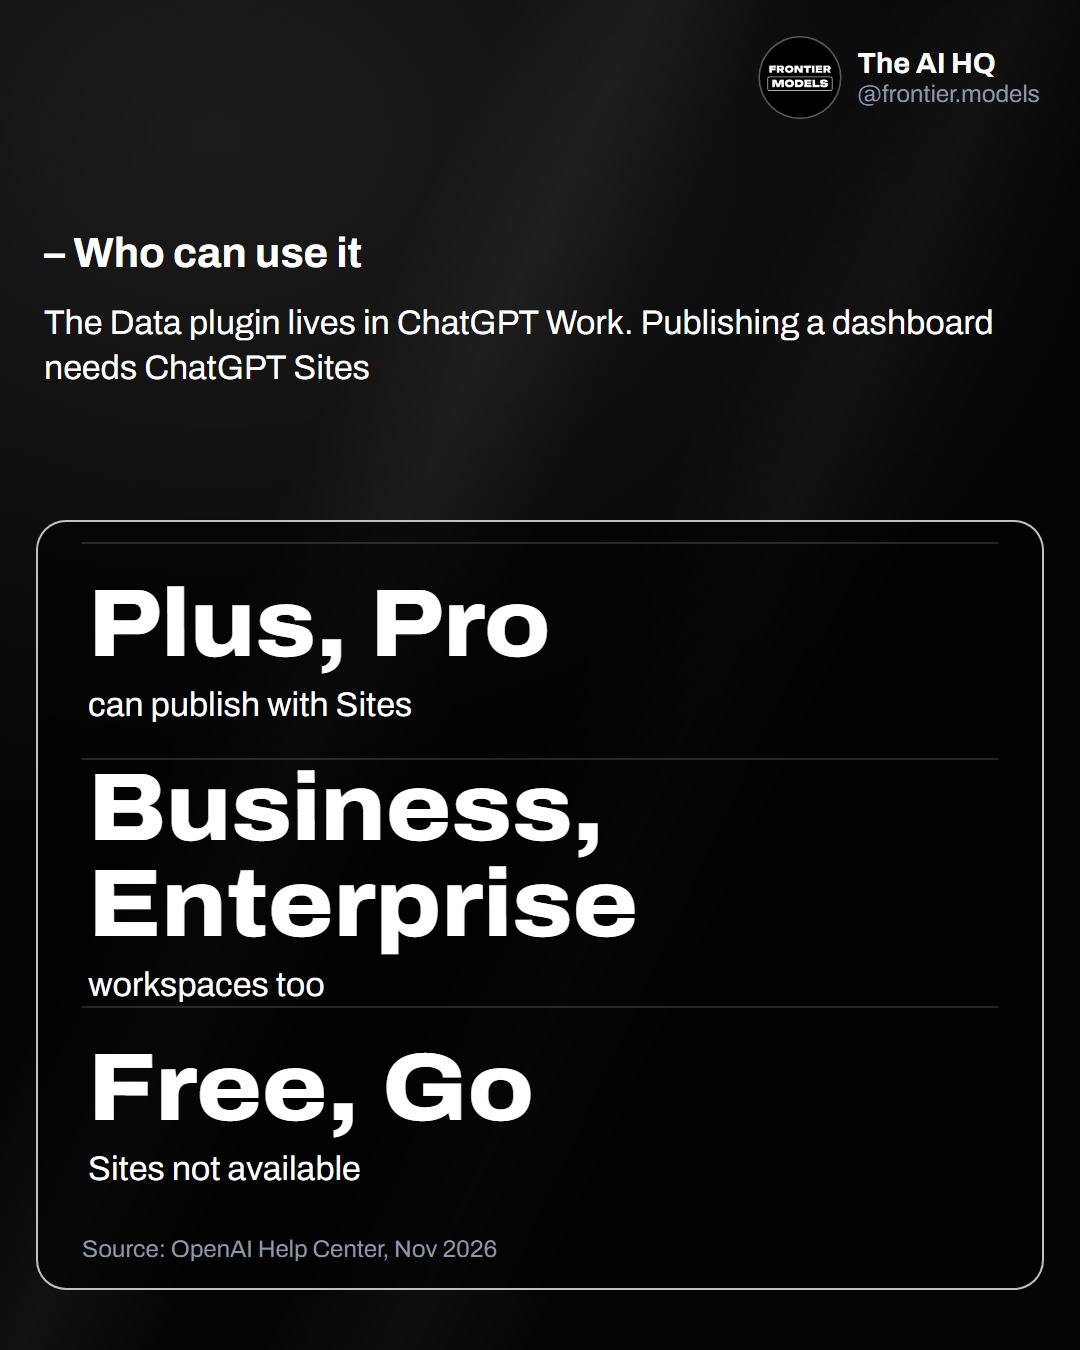 FRONTIER
MODELS
The AI HQ
@frontier.models
– Who can use it
The Data plugin lives in ChatGPT Work. Publishing a dashboard
needs ChatGPT Sites
Plus, Pro
can publish with Sites
Business,
Enterprise
workspaces too
Free, Go
Sites not available
Source: OpenAI Help Center, Nov 2026